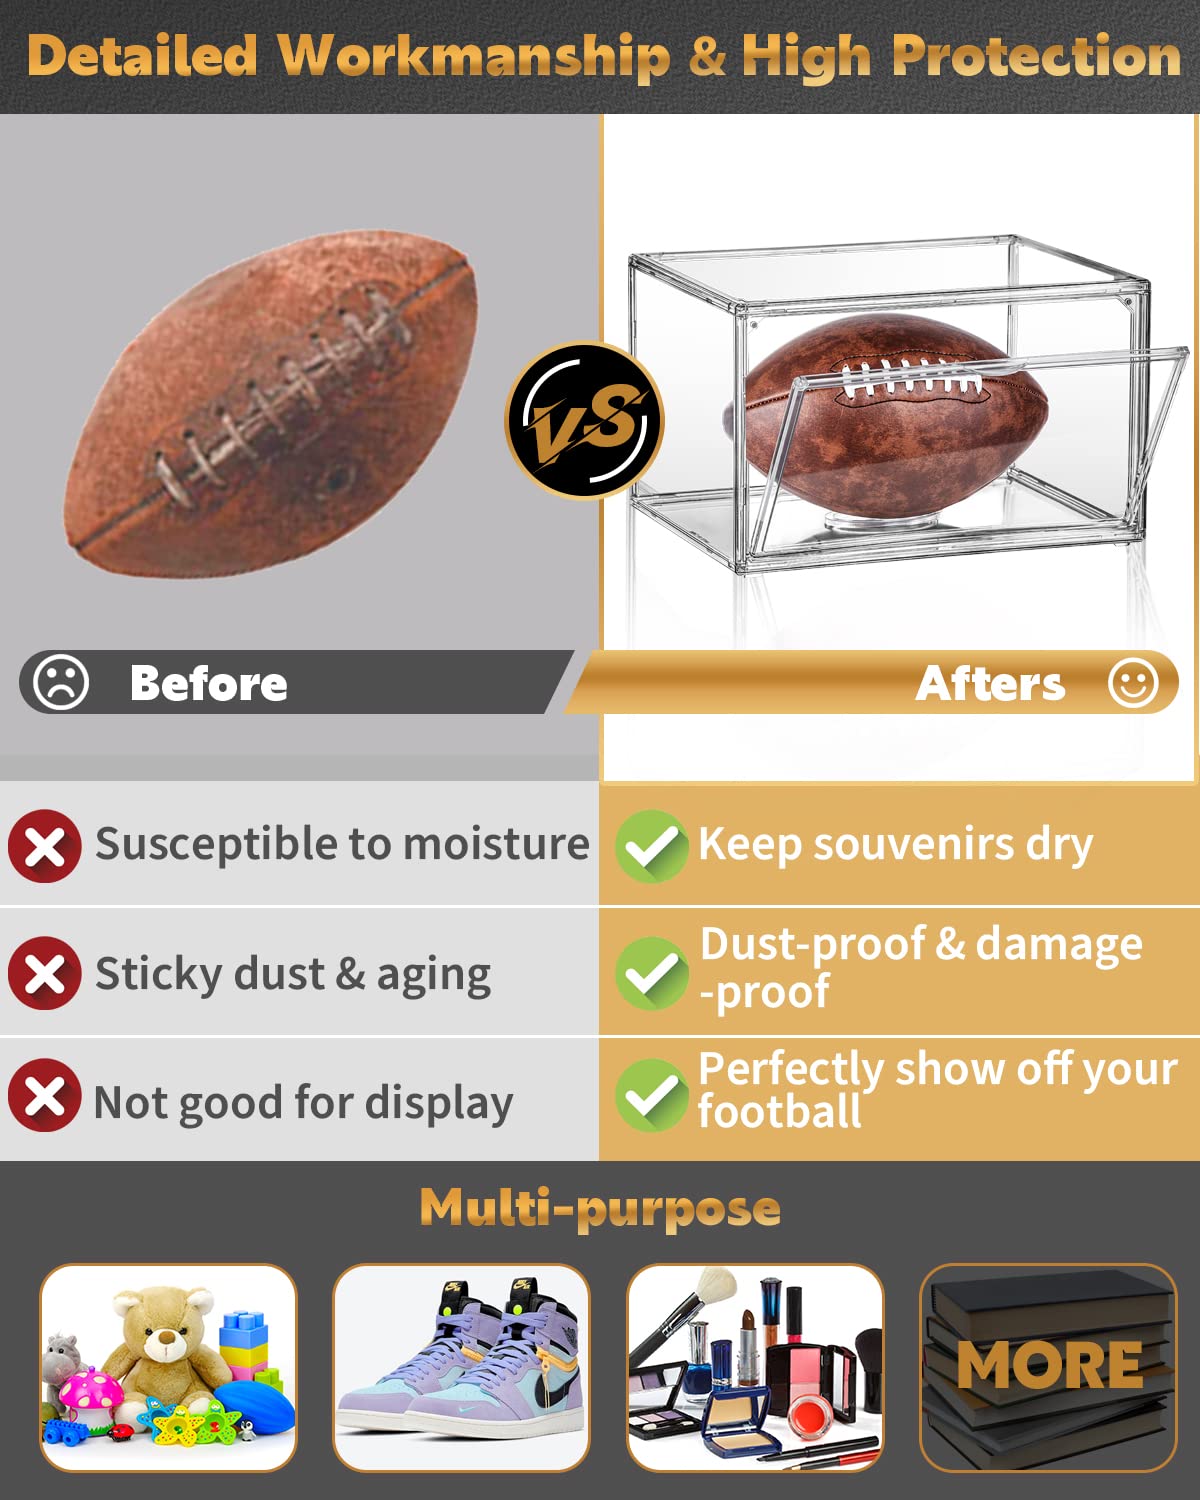 Detailed Workmanship & High Protection
VS
Before
Afters
Susceptible to moisture
Keep souvenirs dry
Sticky dust & aging
Dust-proof & damage
-proof
Not good for display
Perfectly show off your
football
Multi-purpose
MORE